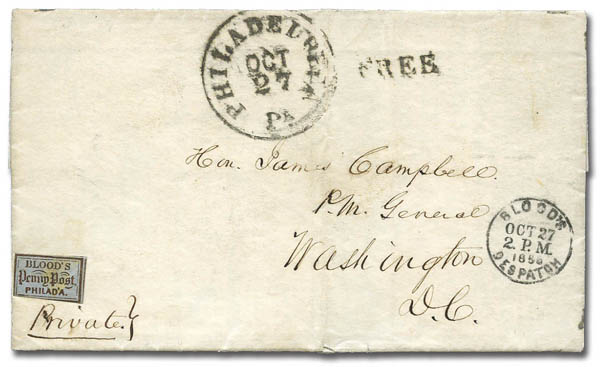 PHILADELPHIA
OCT
27
Pa
FREE
Hon. James Campbell.
P.M. General
Washington
D.C.
BLOOD'S
OCT 27
2. P.M.
1856
DESPATCH
BLOOD'S
Penny Post.
PHILAD'A.
Private.